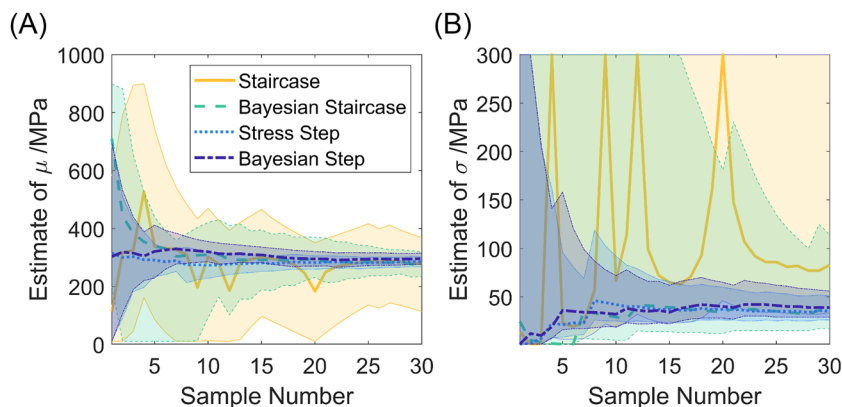 (A)
Estimate of μ /MPa
1000
800
600
400
200
0
5 10 15 20 25 30
Sample Number
Staircase
Bayesian Staircase
Stress Step
Bayesian Step
(B)
Estimate of σ /MPa
300
250
200
150
100
50
5 10 15 20 25 30
Sample Number